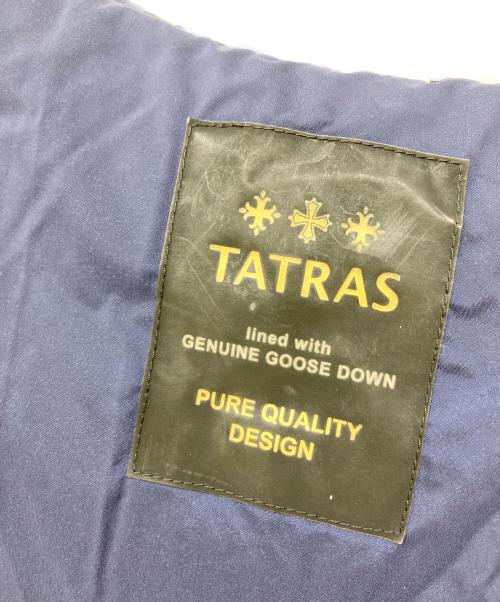 TATRAS
lined with
GENUINE GOOSE DOWN
PURE QUALITY
DESIGN